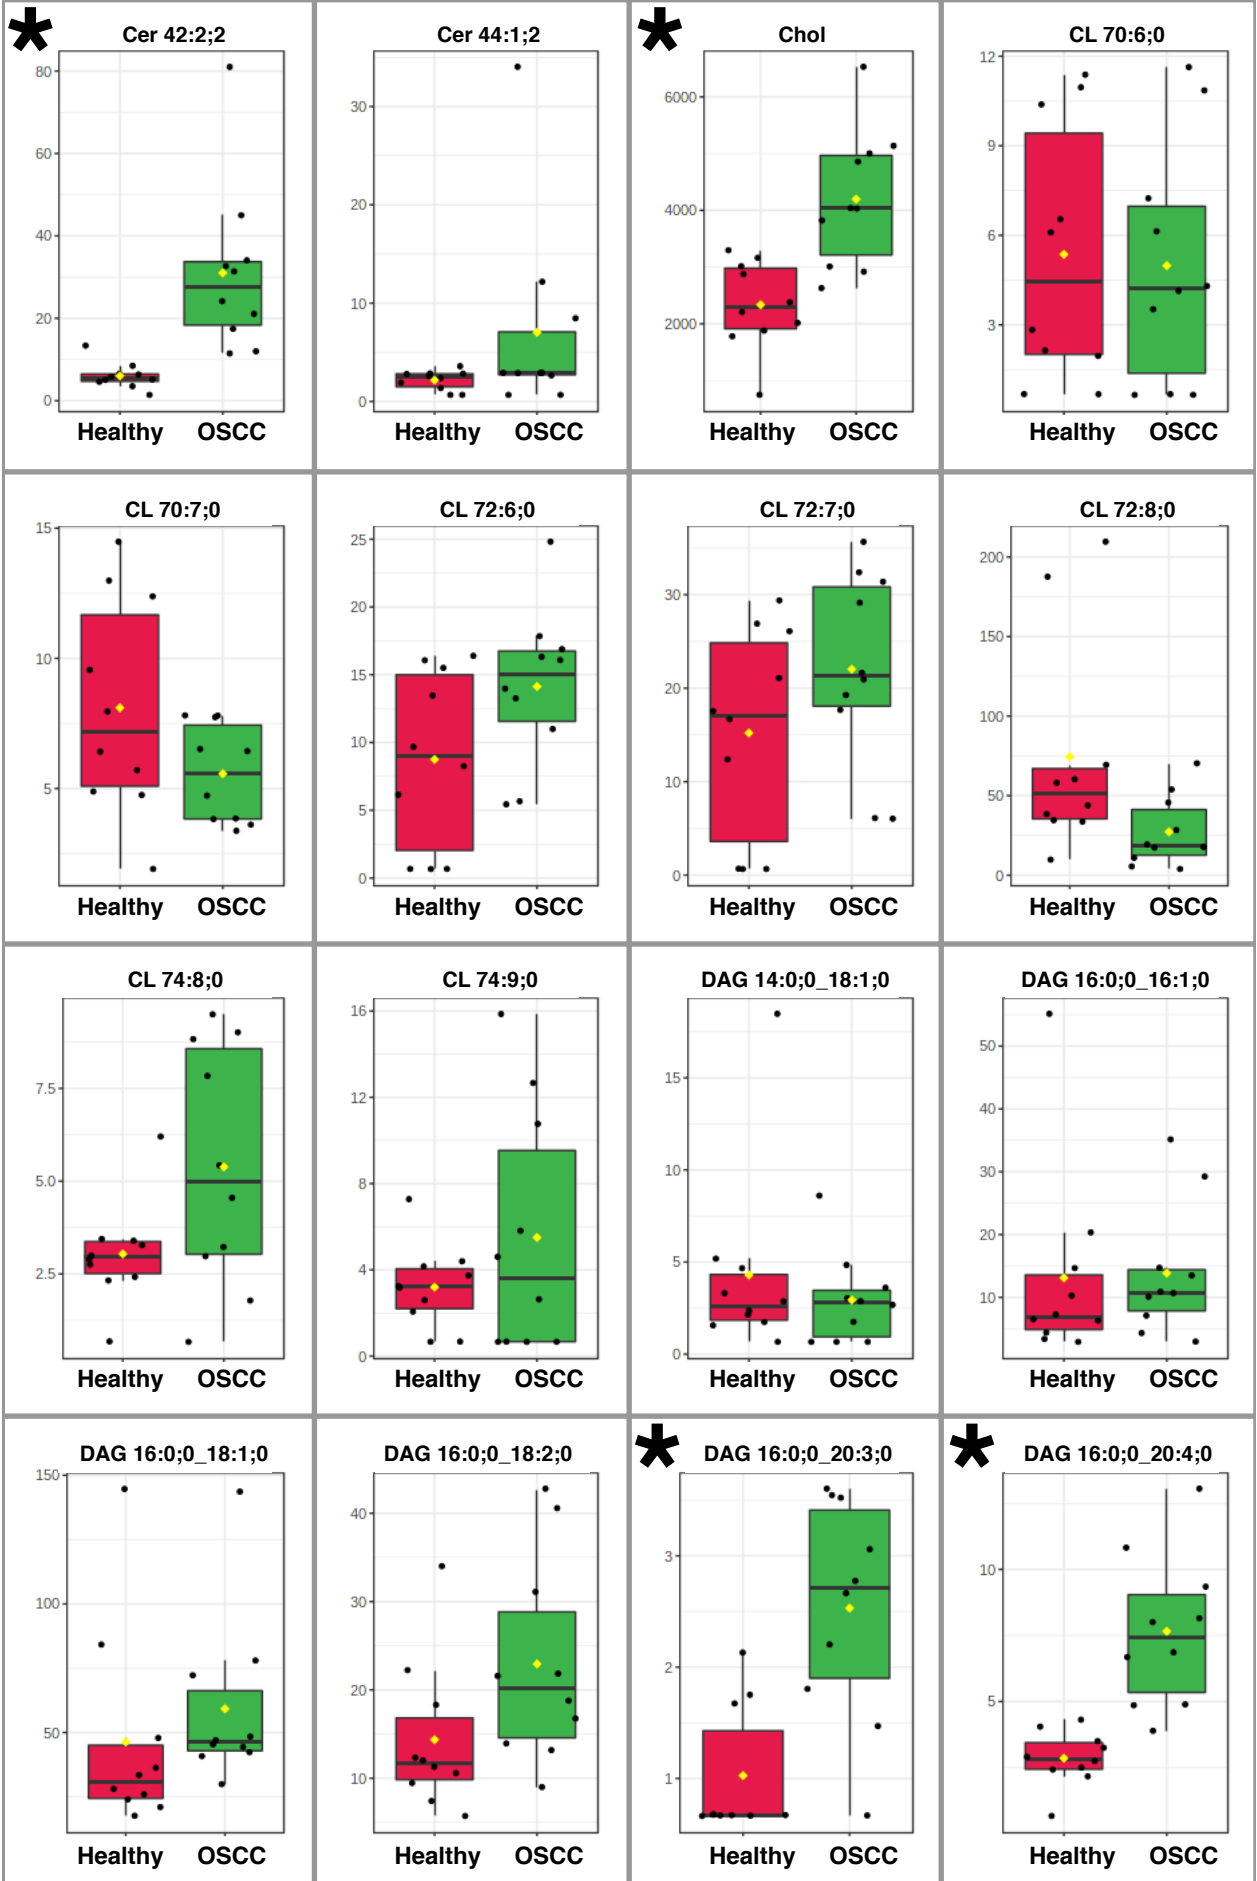 * Cer 42:2;2
80
60
40
20
0
Healthy OSCC
Cer 44:1;2
30
20
10
0
Healthy OSCC
* Chol
6000
4000
2000
Healthy OSCC
CL 70:6;0
12
9
6
3
Healthy OSCC
CL 70:7;0
15
10
5
Healthy OSCC
CL 72:6;0
25
20
15
10
5
0
Healthy OSCC
CL 72:7;0
30
20
10
0
Healthy OSCC
CL 72:8;0
200
150
100
50
0
Healthy OSCC
CL 74:8;0
7.5
5.0
2.5
Healthy OSCC
CL 74:9;0
16
12
8
4
0
Healthy OSCC
DAG 14:0;0_18:1;0
15
10
5
0
Healthy OSCC
DAG 16:0;0_16:1;0
50
40
30
20
10
Healthy OSCC
DAG 16:0;0_18:1;0
150
100
50
Healthy OSCC
DAG 16:0;0_18:2;0
40
30
20
10
Healthy OSCC
* DAG 16:0;0_20:3;0
3
2
1
Healthy OSCC
* DAG 16:0;0_20:4;0
10
5
Healthy OSCC